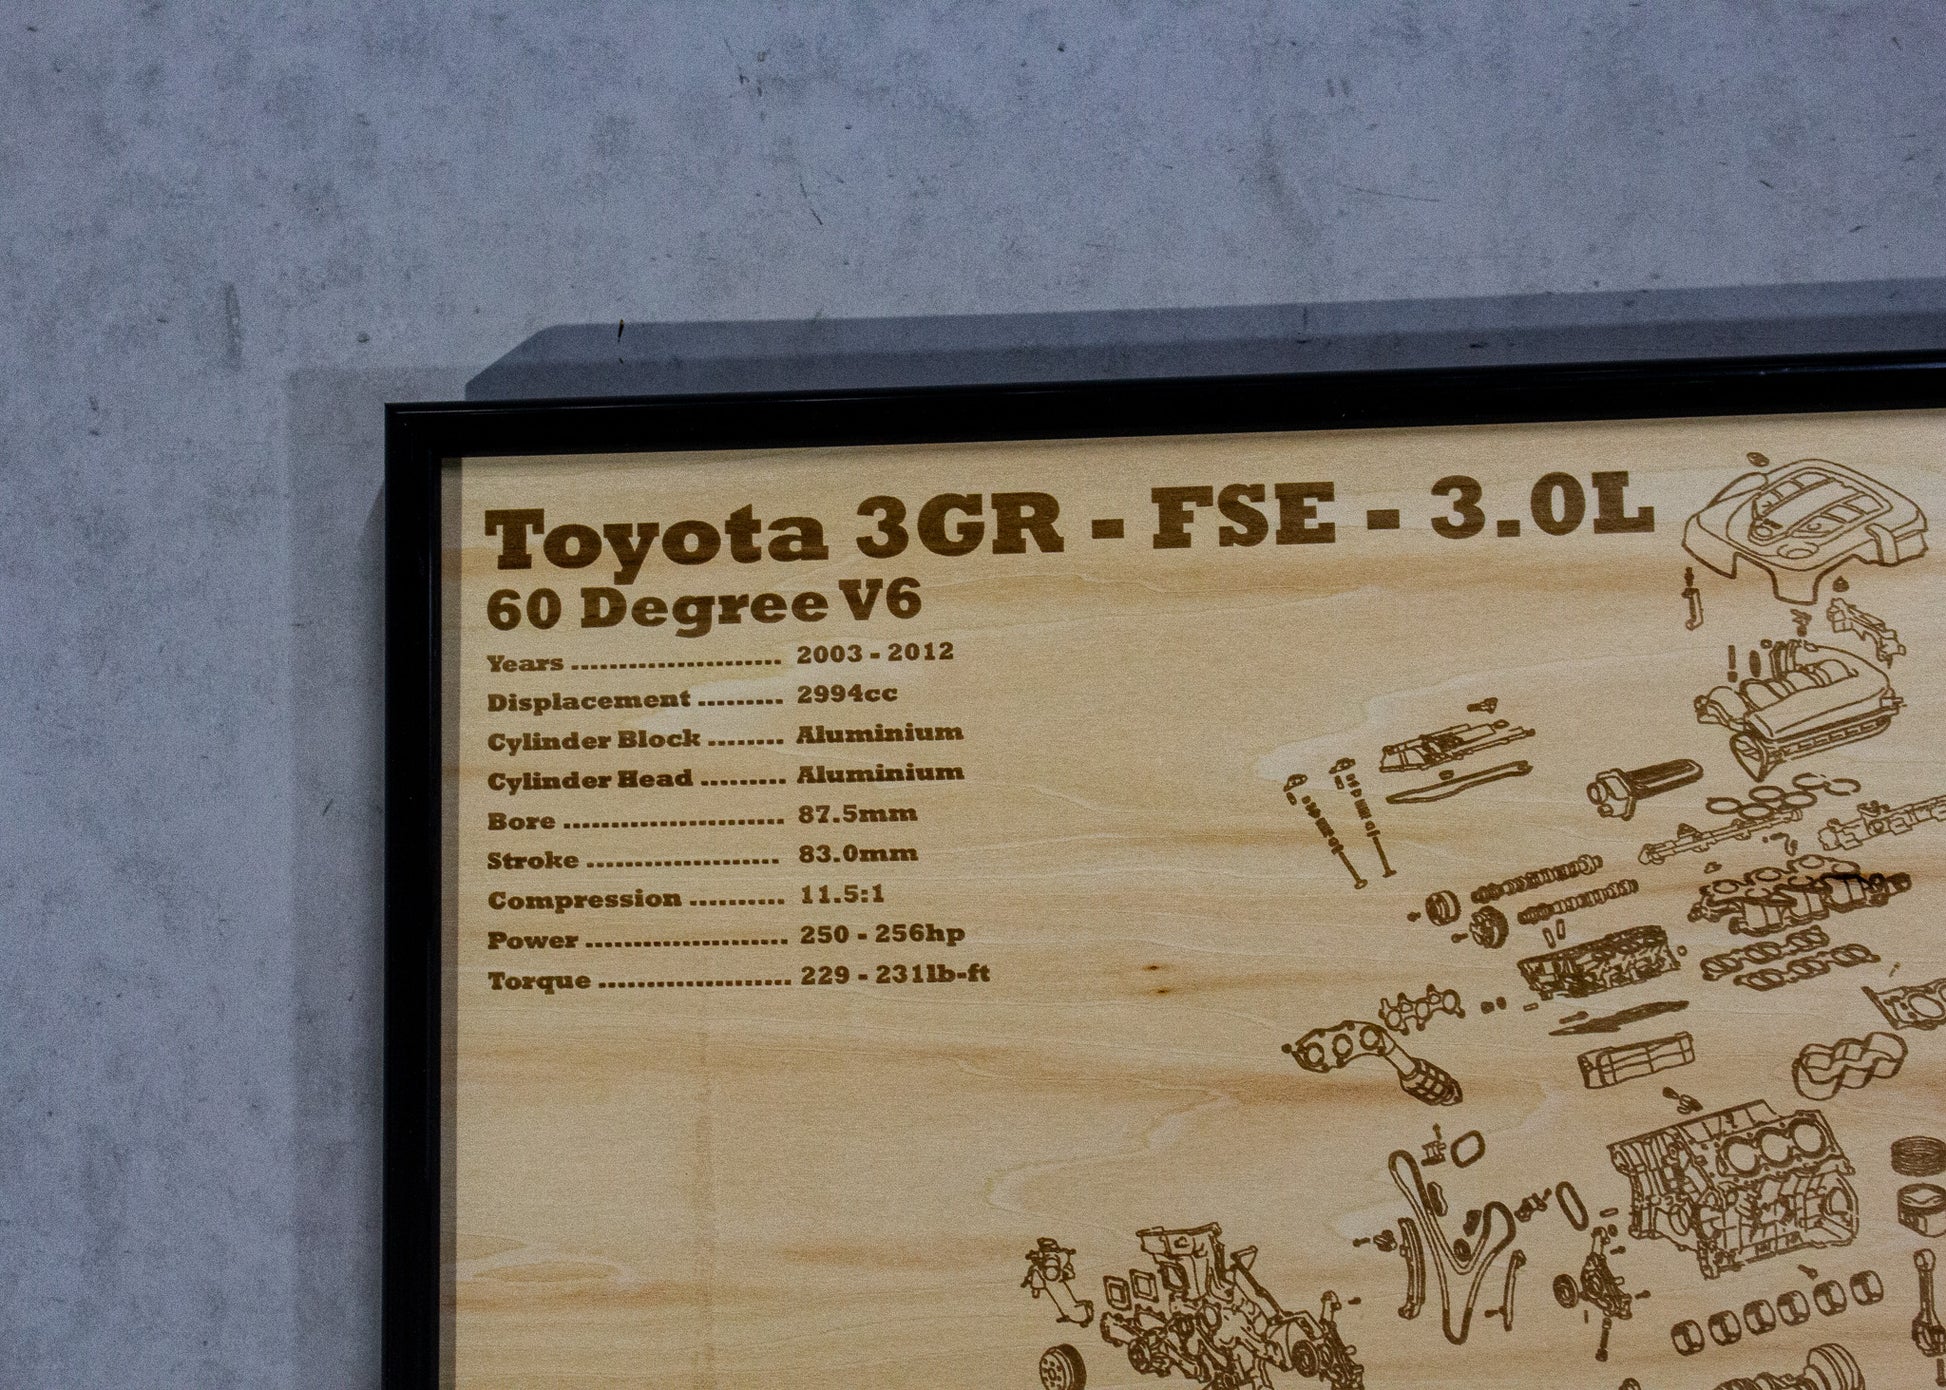 Toyota 3GR - FSE - 3.0L
60 Degree V6
Years ...................... 2003 - 2012
Displacement ......... 2994cc
Cylinder Block ........ Aluminium
Cylinder Head ......... Aluminium
Bore ....................... 87.5mm
Stroke .................... 83.0mm
Compression .......... 11.5:1
Power ..................... 250 - 256hp
Torque .................... 229 - 231lb-ft